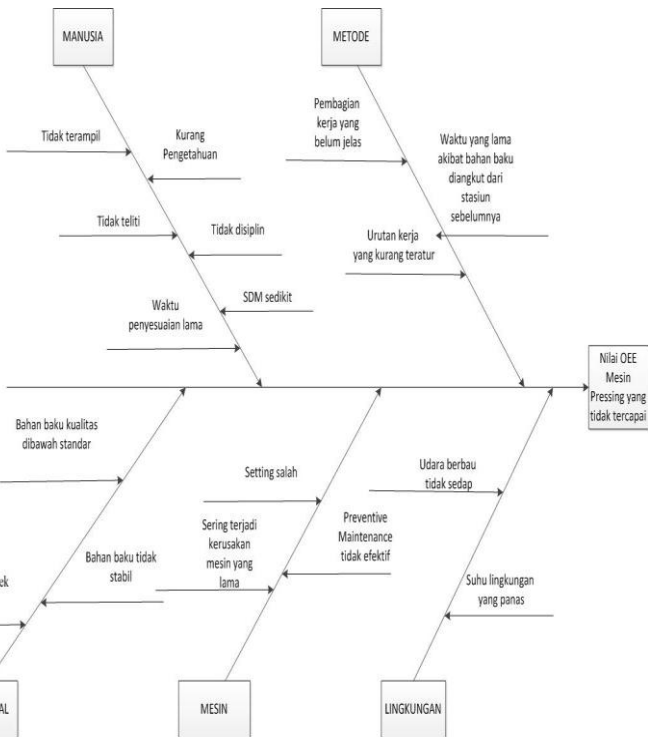 MANUSIA
METODE
Tidak terampil
Kurang
Pengetahuan
Tidak teliti
Tidak disiplin
SDM sedikit
Waktu
penyesuaian lama
Pembagian
kerja yang
belum jelas
Waktu yang lama
akibat bahan baku
diangkut dari
stasiun
sebelumnya
Urutan kerja
yang kurang teratur
Nilai OEE
Mesin
Pressing yang
tidak tercapai
Bahan baku kualitas
dibawah standar
Bahan baku tidak
stabil
Setting salah
Sering terjadi
kerusakan
mesin yang
lama
Preventive
Maintenance
tidak efektif
Udara berbau
tidak sedap
Suhu lingkungan
yang panas
MESIN
LINGKUNGAN